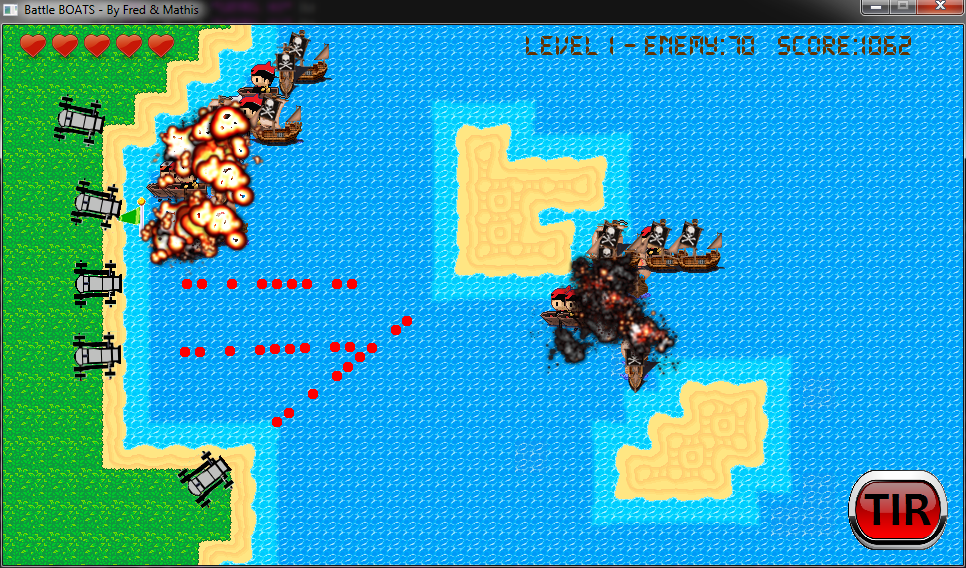 Battle BOATS - By Fred & Mathis
LEVEL 1 - ENEMY:70 SCORE:1062
TIR